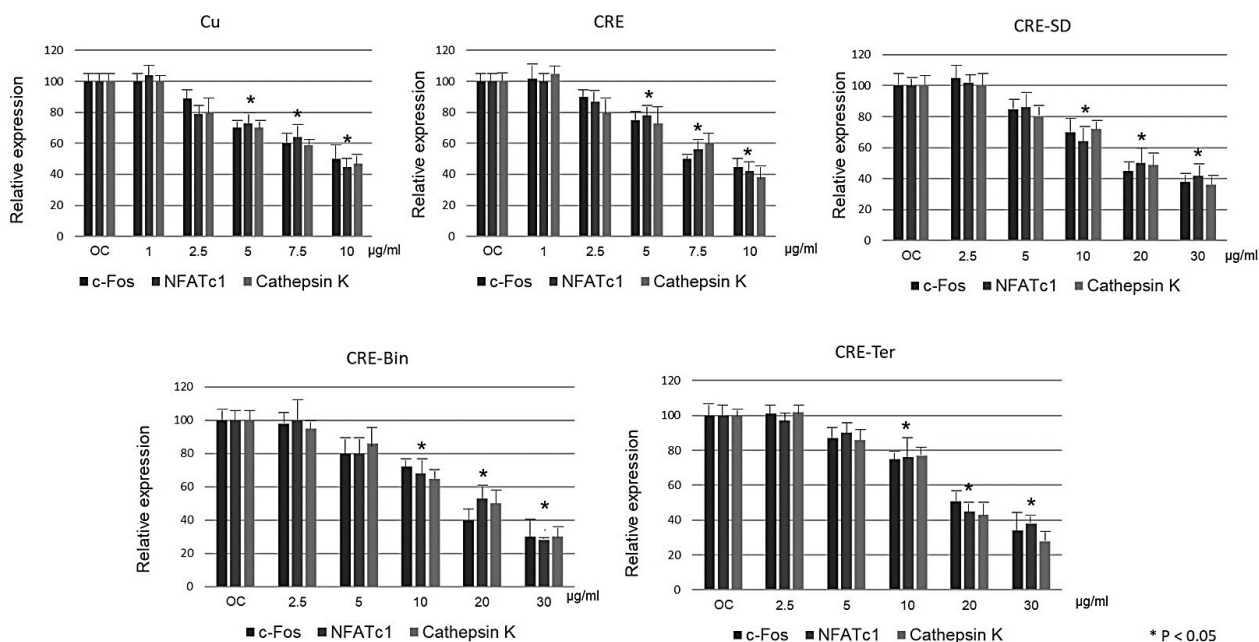 Cu
Relative expression
120
100
80
60
40
20
0
* * *
OC 1 2.5 5 7.5 10 µg/ml
c-Fos NFATc1 Cathepsin K
CRE
Relative expression
120
100
80
60
40
20
0
* * *
OC 1 2.5 5 7.5 10 µg/ml
c-Fos NFATc1 Cathepsin K
CRE-SD
Relative expression
120
100
80
60
40
20
0
* * *
OC 2.5 5 10 20 30 µg/ml
c-Fos NFATc1 Cathepsin K
CRE-Bin
Relative expression
120
100
80
60
40
20
0
* * *
OC 2.5 5 10 20 30 µg/ml
c-Fos NFATc1 Cathepsin K
CRE-Ter
Relative expression
120
100
80
60
40
20
0
* * *
OC 2.5 5 10 20 30 µg/ml
c-Fos NFATc1 Cathepsin K
* P < 0.05